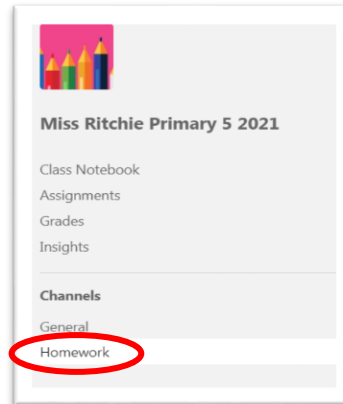 Miss Ritchie Primary 5 2021
Class Notebook
Assignments
Grades
Insights
Channels
General
Homework